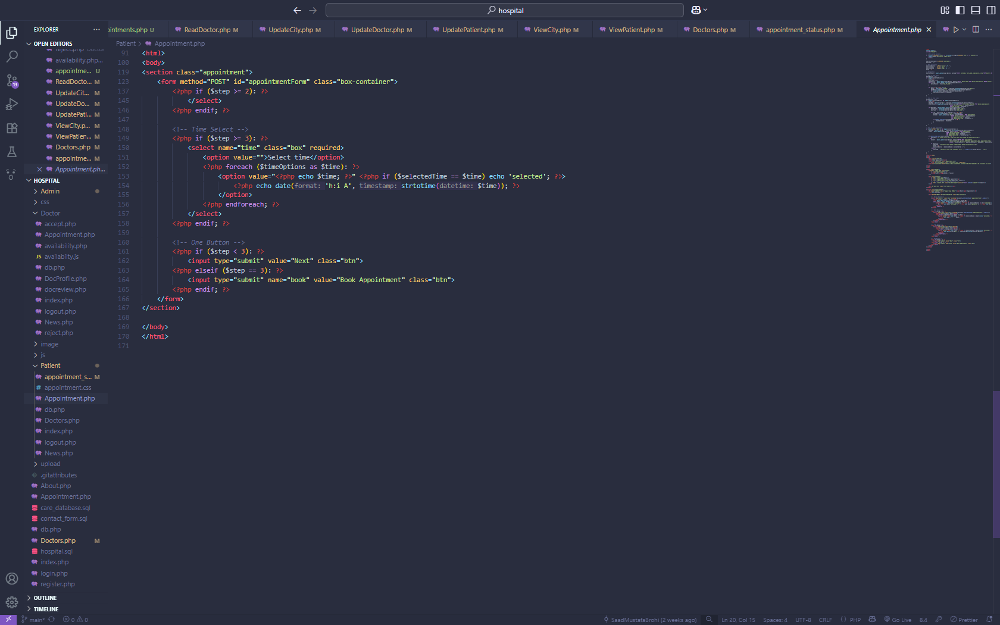 hospital
EXPLORER
ointments.php U
ReadDoctor.php M
UpdateCity.php M
UpdateDoctor.php M
UpdatePatient.php M
ViewCity.php M
ViewPatient.php M
Doctors.php M
appointment_status.php M
Appointment.php
OPEN EDITORS
reject.php Doctor
availability.php...
appointme... U
ReadDocto... M
UpdateCit... M
UpdateDo... M
UpdatePati... M
ViewCity.p... M
ViewPatien... M
Doctors.php M
appointme... M
Appointment.ph...
HOSPITAL
Admin
css
Doctor
accept.php
Appointment.php
availability.php
JS availabilty.js
db.php
DocProfile.php
docreview.php
index.php
logout.php
News.php
reject.php
image
js
Patient
appointment_s... M
# appointment.css
Appointment.php
db.php
Doctors.php
index.php
logout.php
News.php
upload
.gitattributes
About.php
Appointment.php
care_database.sql
contact_form.sql
db.php
Doctors.php M
hospital.sql
index.php
login.php
register.php
OUTLINE
TIMELINE
13
Patient > Appointment.php
91 <html>
100 <body>
119 <section class="appointment">
123 <form method="POST" id="appointmentForm" class="box-container">
137 <?php if ($step >= 2): ?>
145 </select>
146 <?php endif; ?>
147
148 <!-- Time Select -->
149 <?php if ($step >= 3): ?>
150 <select name="time" class="box" required>
151 <option value="">Select time</option>
152 <?php foreach ($timeOptions as $time): ?>
153 <option value="<?php echo $time; ?>" <?php if ($selectedTime == $time) echo 'selected'; ?>>
154 <?php echo date(format: 'h:i A', timestamp: strtotime(datetime: $time)); ?>
155 </option>
156 <?php endforeach; ?>
157 </select>
158 <?php endif; ?>
159
160 <!-- One Button -->
161 <?php if ($step < 3): ?>
162 <input type="submit" value="Next" class="btn">
163 <?php elseif ($step == 3): ?>
164 <input type="submit" name="book" value="Book Appointment" class="btn">
165 <?php endif; ?>
166 </form>
167 </section>
168
169 </body>
170 </html>
171
main*
0 0
SaadMustafaBrohi (2 weeks ago)
Ln 20, Col 15
Spaces: 4
UTF-8
CRLF
{} PHP
Go Live
8.4
Prettier